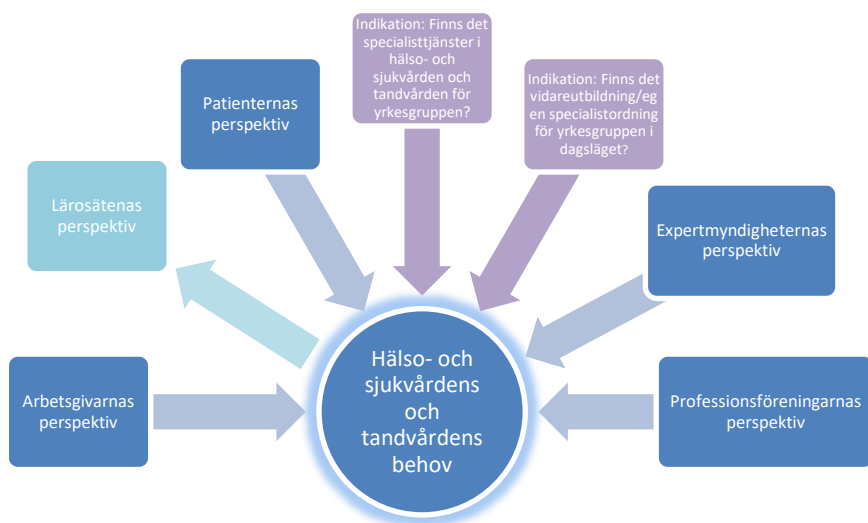 Indikation: Finns det
specialisttjänster i
hälso- och
sjukvården och
tandvården för
yrkesgruppen?
Indikation: Finns det
vidareutbildning/eg
en specialistordning
för yrkesgruppen i
dagsläget?
Patienternas
perspektiv
Lärosätenas
perspektiv
Expertmyndigheternas
perspektiv
Arbetsgivarnas
perspektiv
Hälso- och
sjukvårdens
och
tandvårdens
behov
Professionsföreningarnas
perspektiv